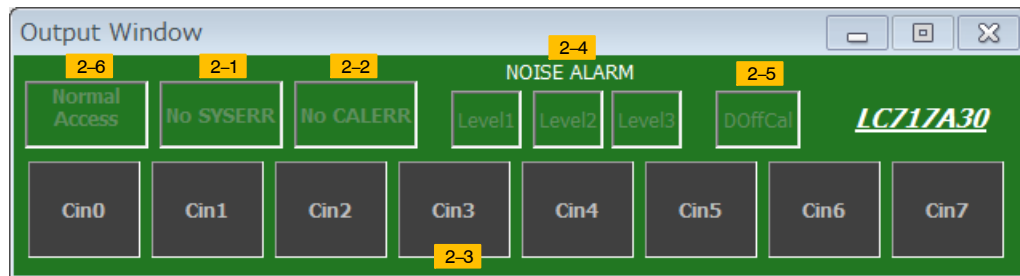 Output Window
2–6 2–1 2–2 2–4 2–5
NOISE ALARM
Normal
Access
No SYSERR No CALERR Level1 Level2 Level3 DOffCal LC717A30
Cin0 Cin1 Cin2 Cin3 Cin4 Cin5 Cin6 Cin7
2–3